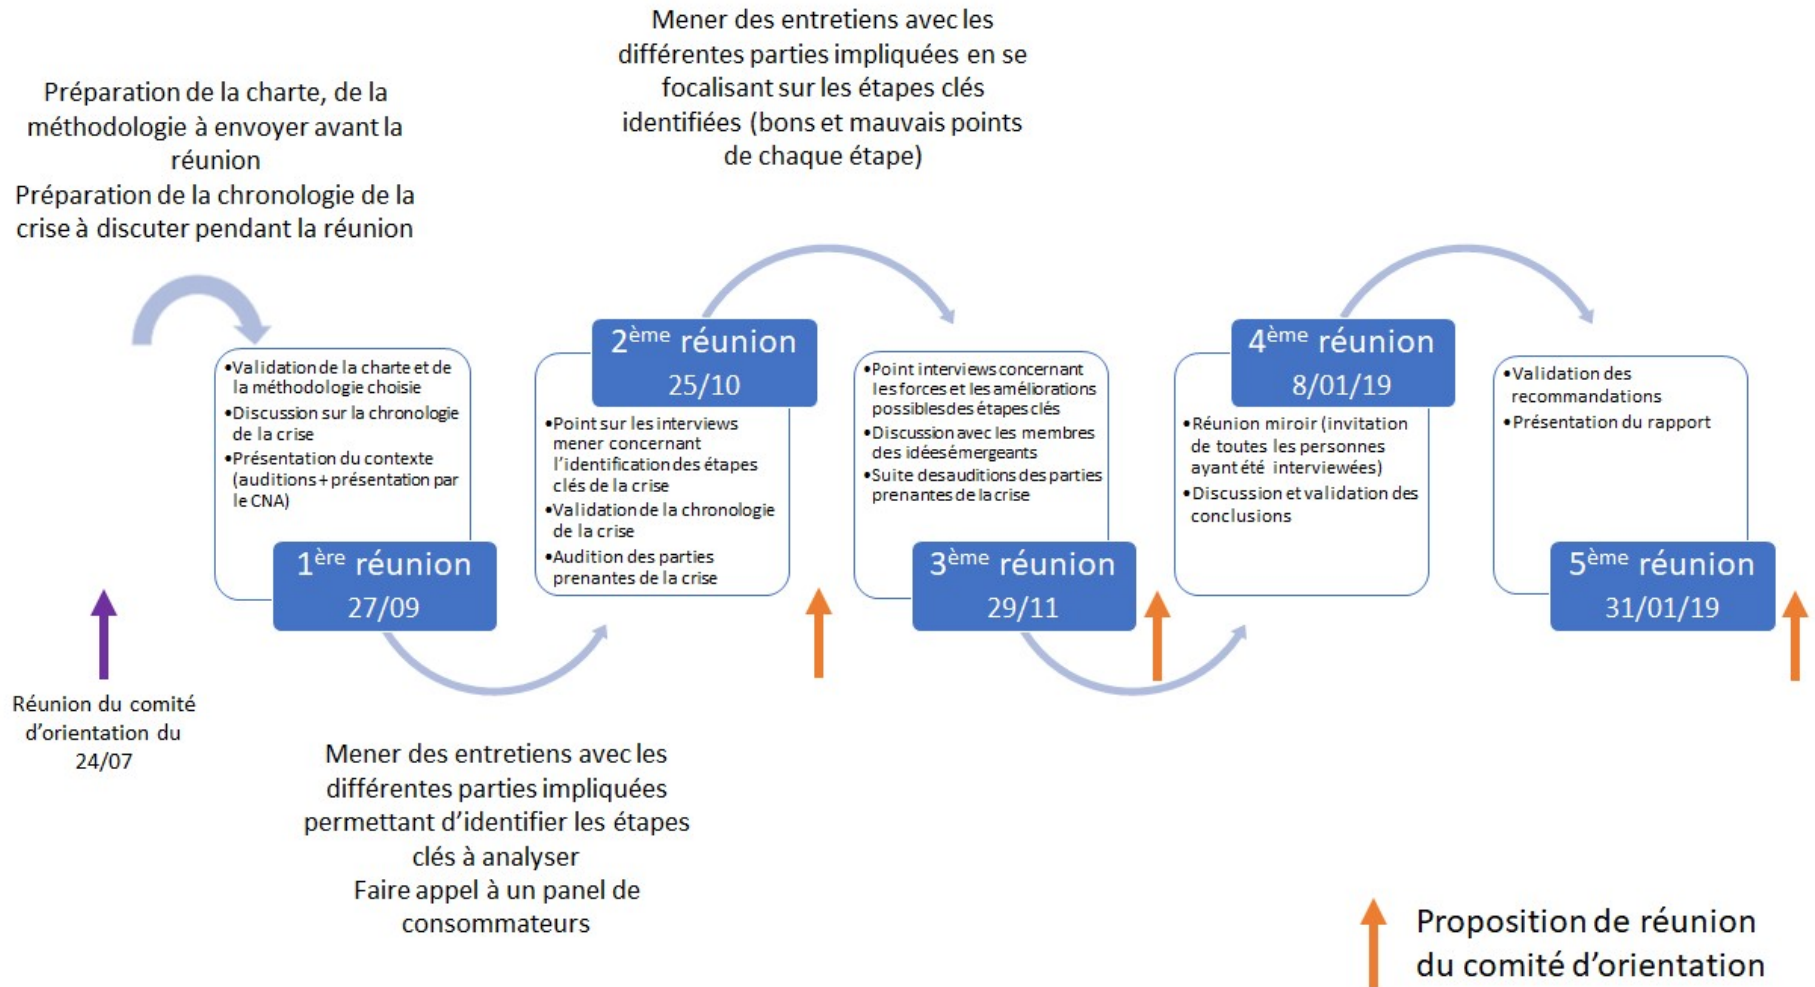 Préparation de la charte, de la
méthodologie à envoyer avant la
réunion
Préparation de la chronologie de la
crise à discuter pendant la réunion
Mener des entretiens avec les
différentes parties impliquées en se
focalisant sur les étapes clés
identifiées (bons et mauvais points
de chaque étape)
•Validation de la charte et de
la méthodologie choisie
•Discussion sur la chronologie
de la crise
•Présentation du contexte
(auditions + présentation par
le CNA)
1ère réunion
27/09
2ème réunion
25/10
•Point sur les interviews
mener concernant
l'identification des étapes
clés de la crise
•Validation de la chronologie
de la crise
•Audition des parties
prenantes de la crise
•Point interviews concernant
les forces et les améliorations
possibles des étapes clés
•Discussion avec les membres
des idées émergeants
•Suite des auditions des parties
prenantes de la crise
3ème réunion
29/11
4ème réunion
8/01/19
•Réunion miroir (invitation
de toutes les personnes
ayant été interviewées)
•Discussion et validation des
conclusions
•Validation des
recommandations
•Présentation du rapport
5ème réunion
31/01/19
Réunion du comité
d'orientation du
24/07
Mener des entretiens avec les
différentes parties impliquées
permettant d'identifier les étapes
clés à analyser
Faire appel à un panel de
consommateurs
Proposition de réunion
du comité d'orientation